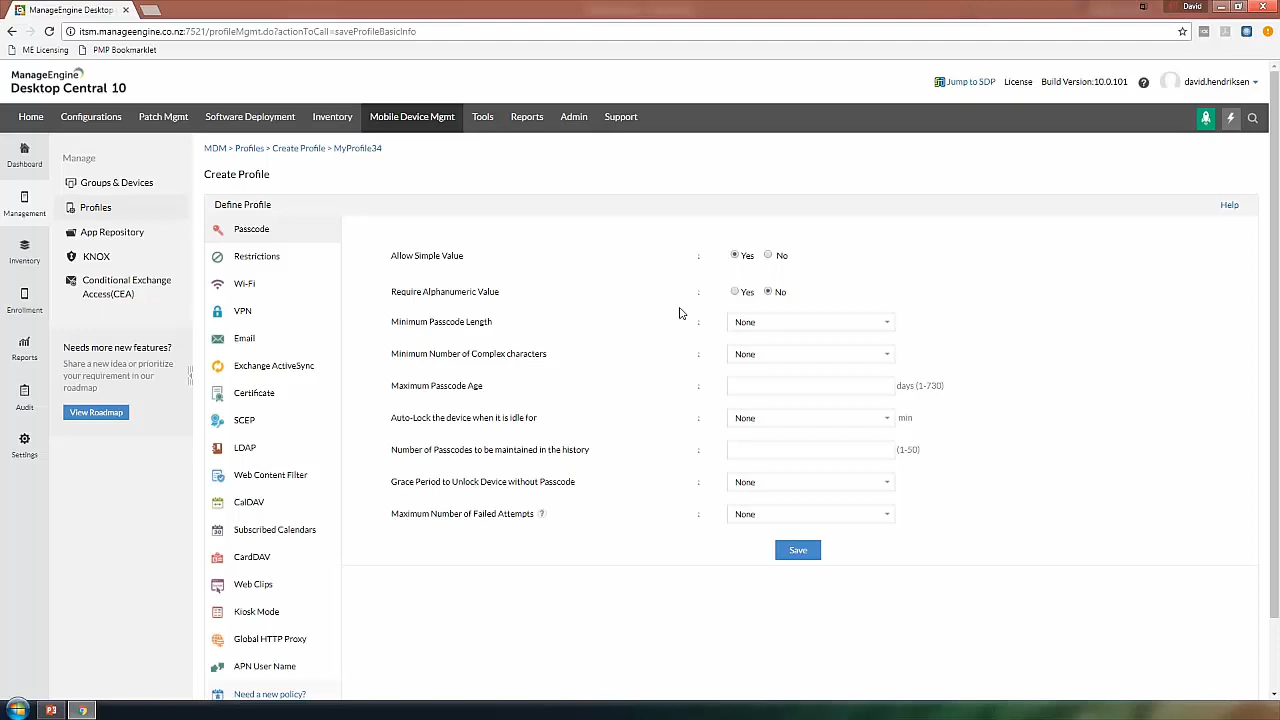 ManageEngine Desktop
David
itsm.manageengine.co.nz:7521/profileMgmt.do?actionToCall=saveProfileBasicInfo
ME Licensing PMP Bookmarklet
ManageEngine
Desktop Central 10
Jump to SDP License Build Version:10.0.101 david.hendriksen
Home Configurations Patch Mgmt Software Deployment Inventory Mobile Device Mgmt Tools Reports Admin Support
Dashboard
Management
Inventory
Enrollment
Reports
Audit
Settings
Manage
Groups & Devices
Profiles
App Repository
KNOX
Conditional Exchange
Access(CEA)
Needs more new features?
Share a new idea or prioritize
your requirement in our
roadmap
View Roadmap
MDM > Profiles > Create Profile > MyProfile34
Create Profile
Define Profile Help
Passcode
Restrictions
Wi-Fi
VPN
Email
Exchange ActiveSync
Certificate
SCEP
LDAP
Web Content Filter
CalDAV
Subscribed Calendars
CardDAV
Web Clips
Kiosk Mode
Global HTTP Proxy
APN User Name
Need a new policy?
Allow Simple Value : Yes No
Require Alphanumeric Value : Yes No
Minimum Passcode Length : None
Minimum Number of Complex characters : None
Maximum Passcode Age : days (1-730)
Auto-Lock the device when it is idle for : None min
Number of Passcodes to be maintained in the history : (1-50)
Grace Period to Unlock Device without Passcode : None
Maximum Number of Failed Attempts ? : None
Save